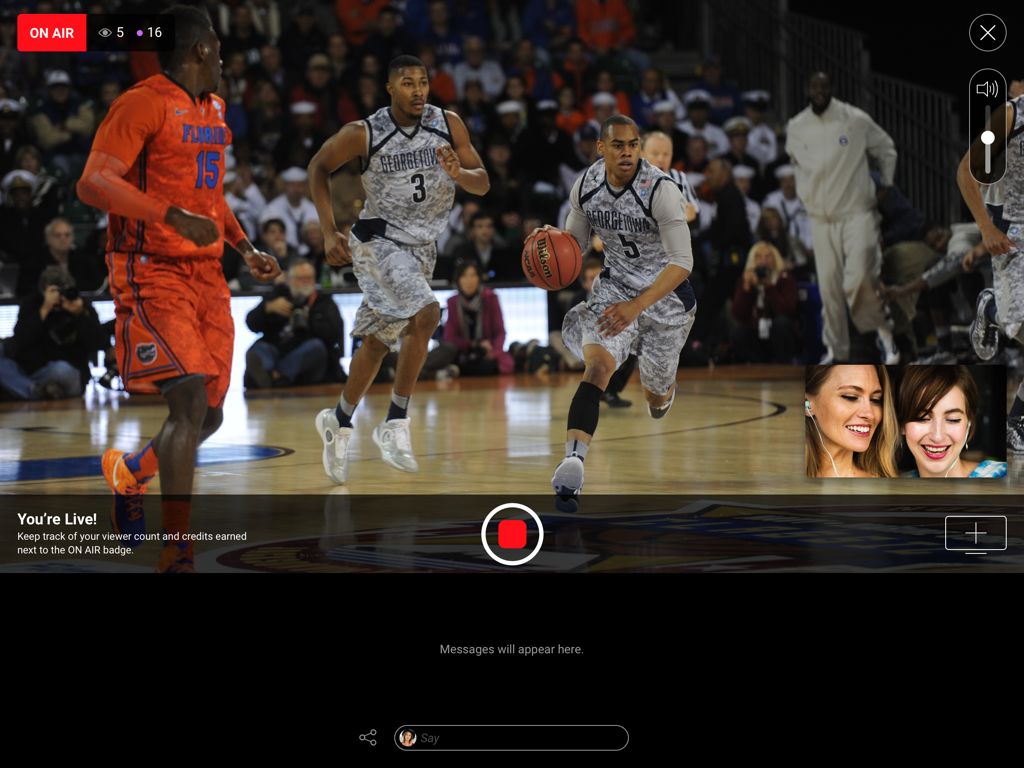 ON AIR
5
16
FLORIDA
15
GEORGETOWN
3
GEORGETOWN
5
Wilson
You're Live!
Keep track of your viewer count and credits earned
next to the ON AIR badge.
Messages will appear here.
Say